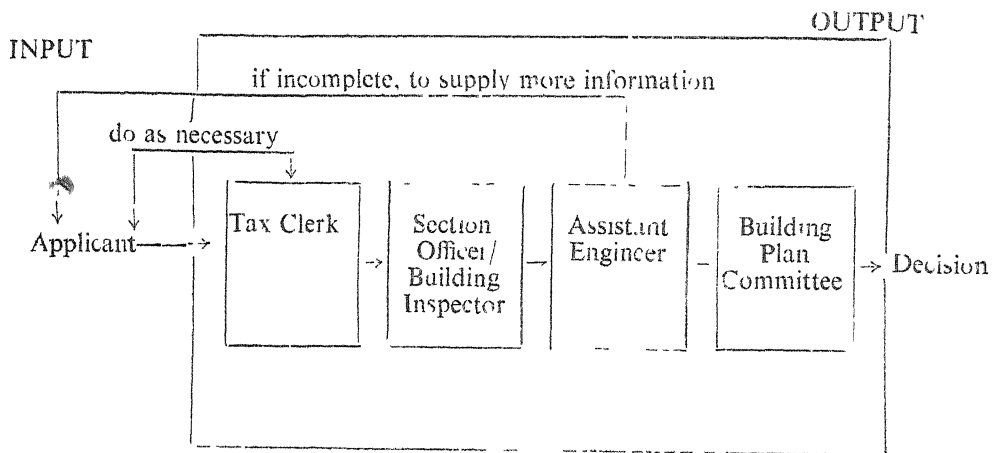 OUTPUT
INPUT
if incomplete, to supply more information
do as necessary
Applicant
Tax Clerk
Section
Officer/
Building
Inspector
Assistant
Engineer
Building
Plan
Committee
Decision